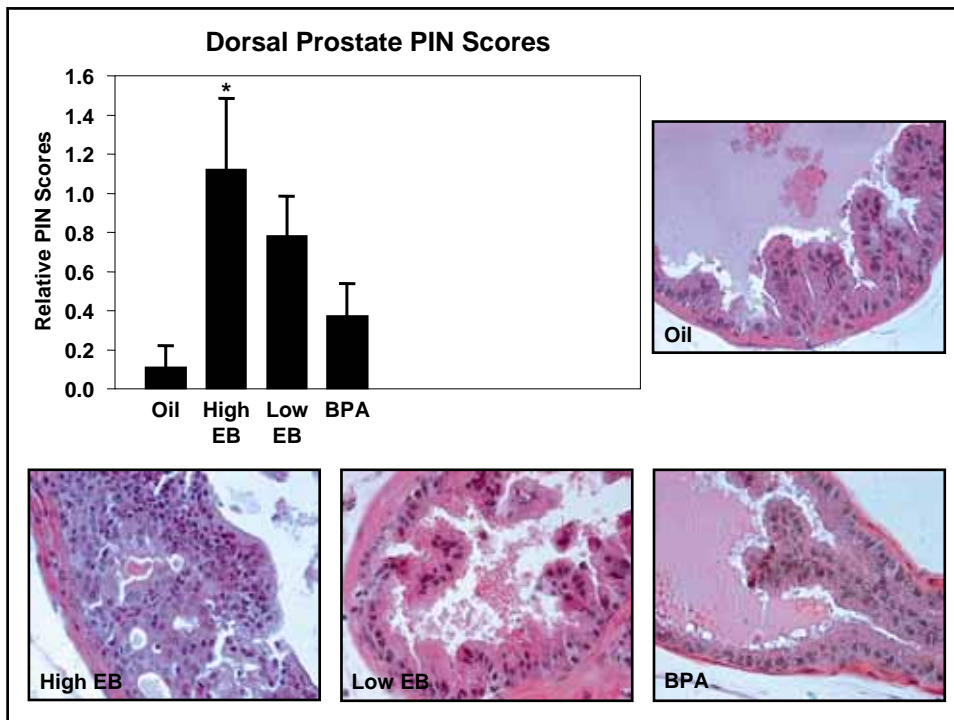 Dorsal Prostate PIN Scores
Relative PIN Scores
1.6
1.4
1.2
1.0
0.8
0.6
0.4
0.2
0.0
*
Oil
High
EB
Low
EB
BPA
Oil
High EB
Low EB
BPA